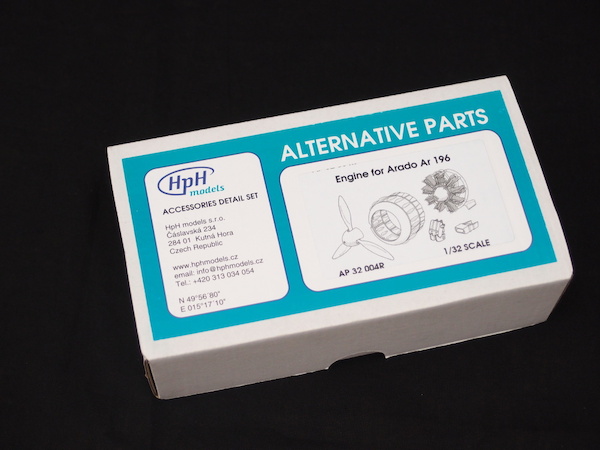 ALTERNATIVE PARTS
HpH
models
ACCESSORIES DETAIL SET
HpH models s.r.o.
Čáslavská 234
284 01 Kutná Hora
Czech Republic
www.hphmodels.cz
email: info@hphmodels.cz
Tel.: +420 313 034 054
N 49°56´80"
E 015°17´10"
Engine for Arado Ar 196
AP 32 004R
1/32 SCALE